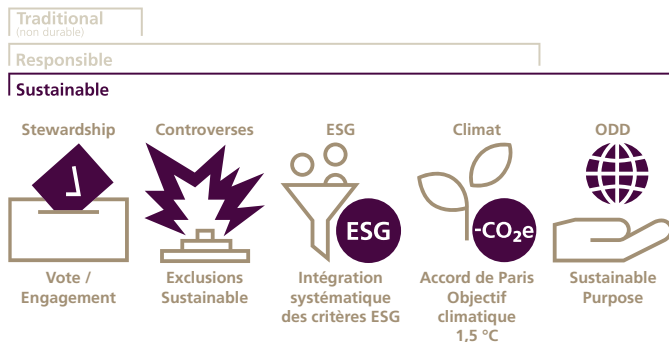 Traditional
(non durable)
Responsible
Sustainable
Stewardship
Controverses
ESG
Climat
ODD
ESG
-CO₂e
Vote /
Engagement
Exclusions
Sustainable
Intégration
systématique
des critères ESG
Accord de Paris
Objectif
climatique
1,5 °C
Sustainable
Purpose